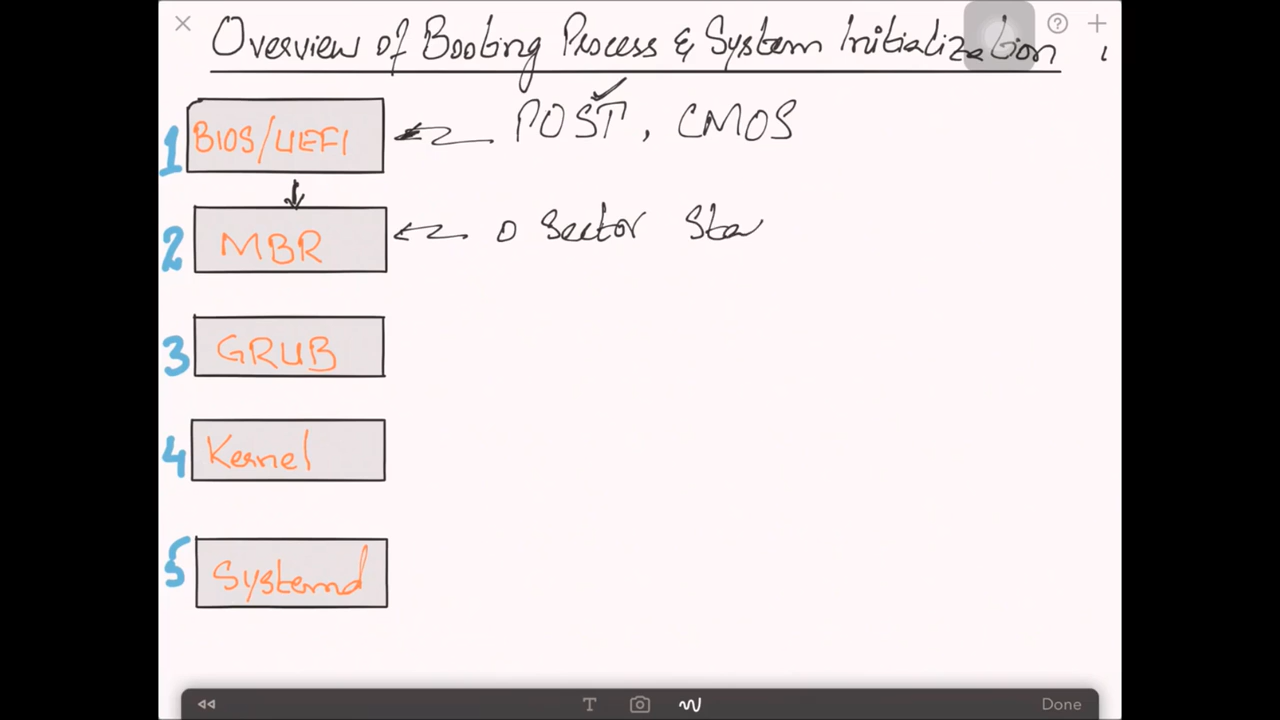 Overview of Booting Process & System Initialization
1 BIOS/UEFI POST, CMOS
2 MBR 0 Sector
3 GRUB
4 Kernel
5 Systemd
T Done